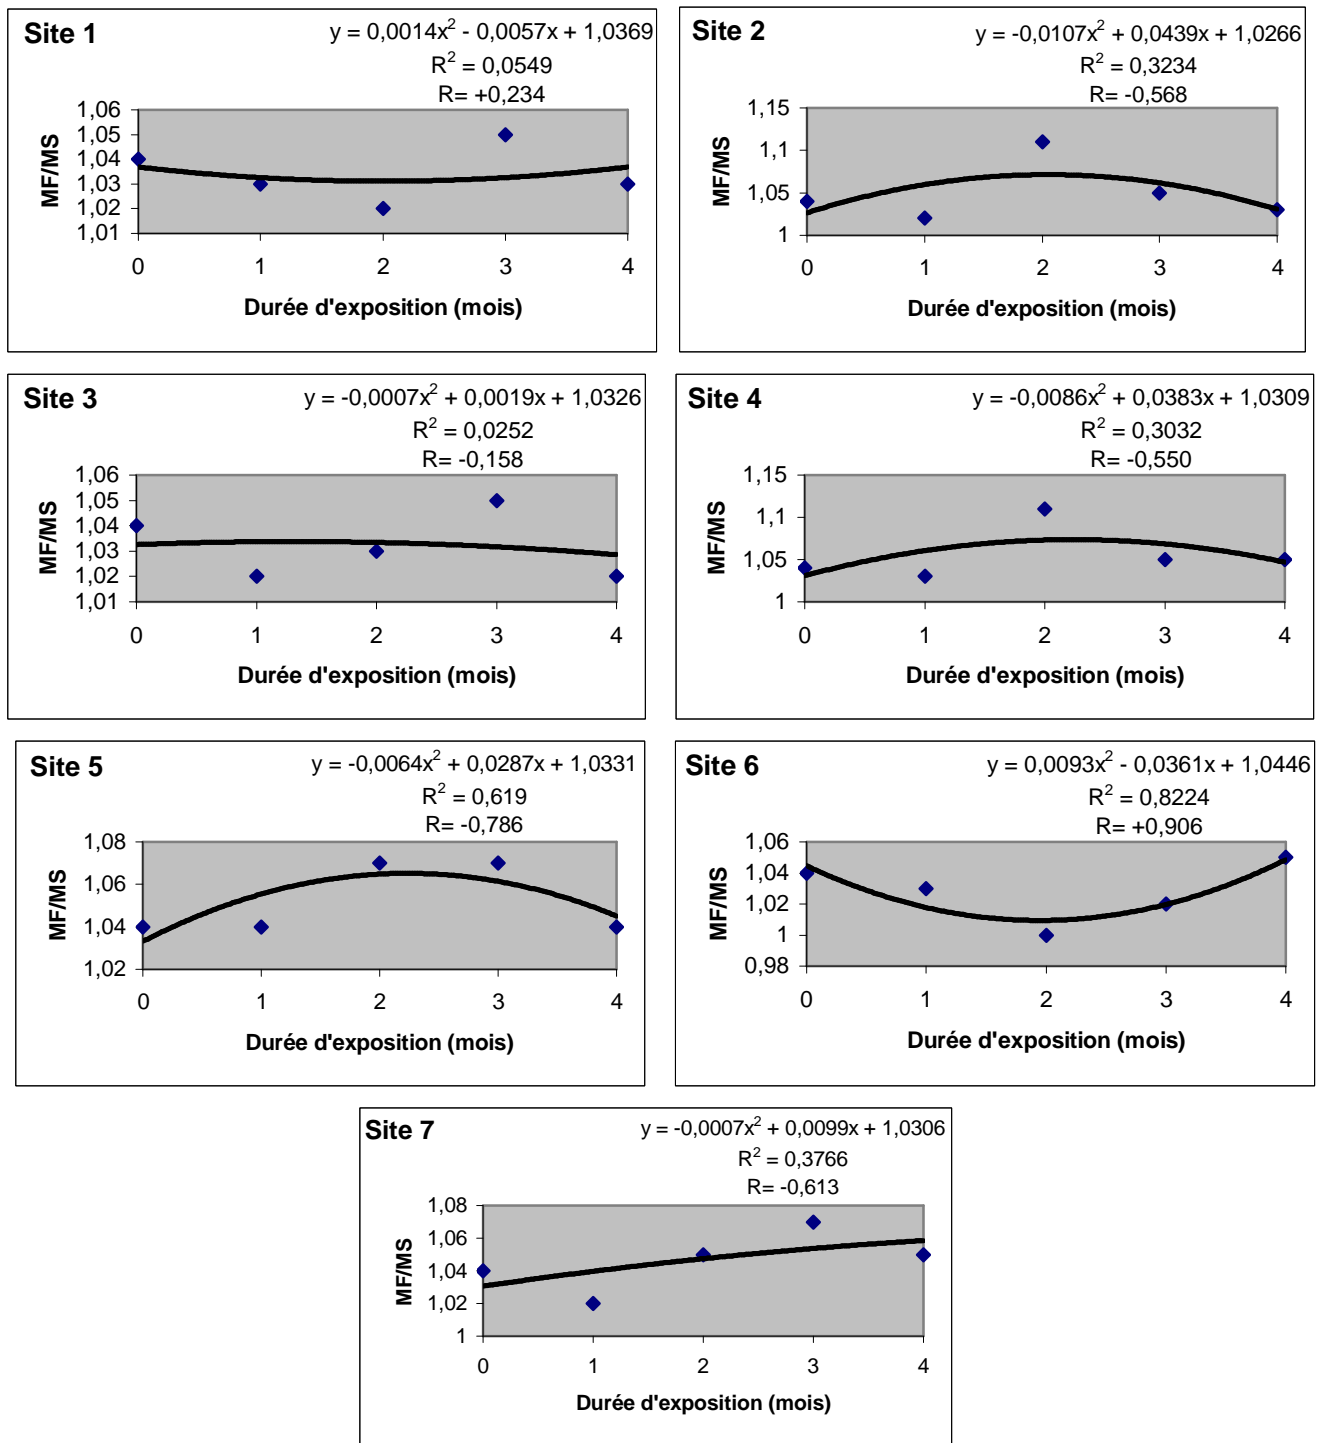 Site 1
y = 0,0014x² - 0,0057x + 1,0369
R² = 0,0549
R= +0,234
MF/MS
1,06
1,05
1,04
1,03
1,02
1,01
0 1 2 3 4
Durée d'exposition (mois)
Site 2
y = -0,0107x² + 0,0439x + 1,0266
R² = 0,3234
R= -0,568
MF/MS
1,15
1,1
1,05
1
0 1 2 3 4
Durée d'exposition (mois)
Site 3
y = -0,0007x² + 0,0019x + 1,0326
R² = 0,0252
R= -0,158
MF/MS
1,06
1,05
1,04
1,03
1,02
1,01
0 1 2 3 4
Durée d'exposition (mois)
Site 4
y = -0,0086x² + 0,0383x + 1,0309
R² = 0,3032
R= -0,550
MF/MS
1,15
1,1
1,05
1
0 1 2 3 4
Durée d'exposition (mois)
Site 5
y = -0,0064x² + 0,0287x + 1,0331
R² = 0,619
R= -0,786
MF/MS
1,08
1,06
1,04
1,02
0 1 2 3 4
Durée d'exposition (mois)
Site 6
y = 0,0093x² - 0,0361x + 1,0446
R² = 0,8224
R= +0,906
MF/MS
1,06
1,04
1,02
1
0,98
0 1 2 3 4
Durée d'exposition (mois)
Site 7
y = -0,0007x² + 0,0099x + 1,0306
R² = 0,3766
R= -0,613
MF/MS
1,08
1,06
1,04
1,02
1
0 1 2 3 4
Durée d'exposition (mois)